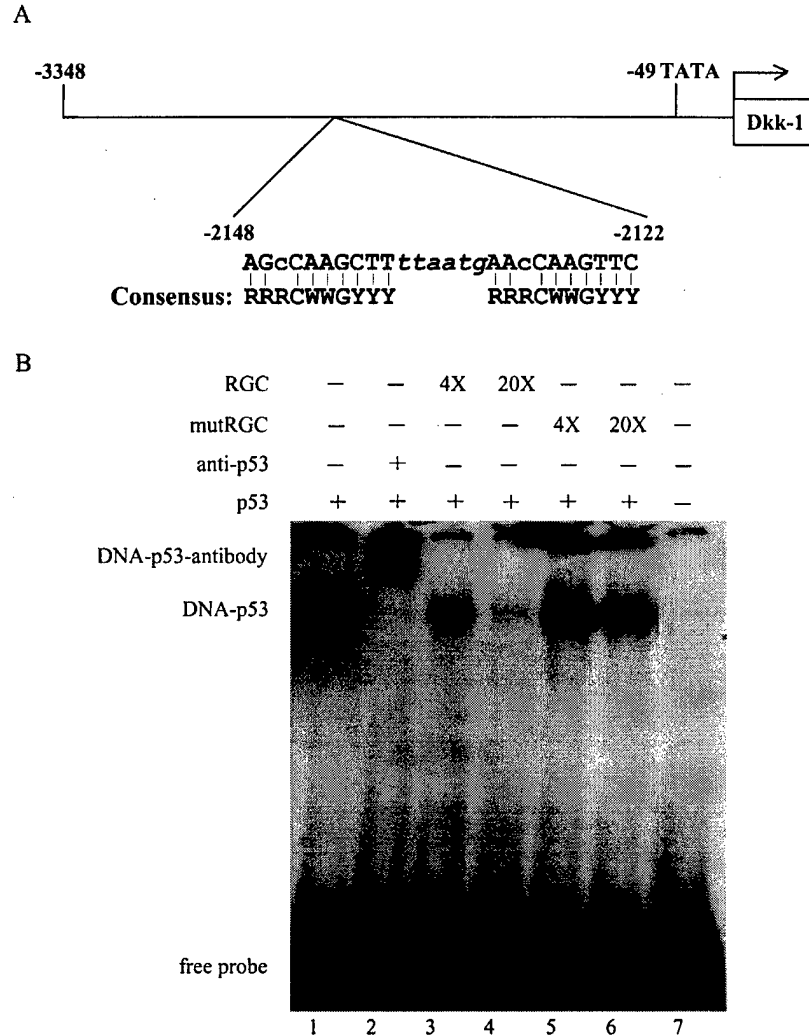 A
-3348
-49 TATA
Dkk-1
-2148
-2122
AGcCAAGCTTttaatgAAcCAAGTTC
Consensus: RRRCWWGYYY RRRCWWGYYY
B
RGC – – 4X 20X – – –
mutRGC – – – – 4X 20X –
anti-p53 – + – – – – –
p53 + + + + + + –
DNA-p53-antibody
DNA-p53
free probe
1 2 3 4 5 6 7